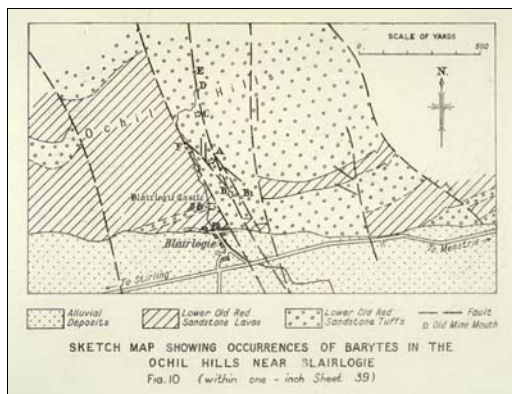 SCALE OF YARDS
0 500
N.
Ochil Hills
E
D
C
F
A
B
B1
Blairlogie Castle
Blairlogie
To Stirling
To Menstrie
Alluvial
Deposits
Lower Old Red
Sandstone Lavas
Lower Old Red
Sandstone Tuffs
Fault
Old Mine Mouth
SKETCH MAP SHOWING OCCURRENCES OF BARYTES IN THE
OCHIL HILLS NEAR BLAIRLOGIE
FIG. 10 (within one - inch Sheet 39)